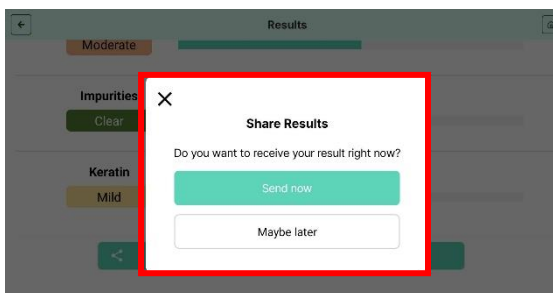 Results
Moderate
Impurities
Clear
Share Results
Do you want to receive your result right now?
Send now
Keratin
Mild
Maybe later